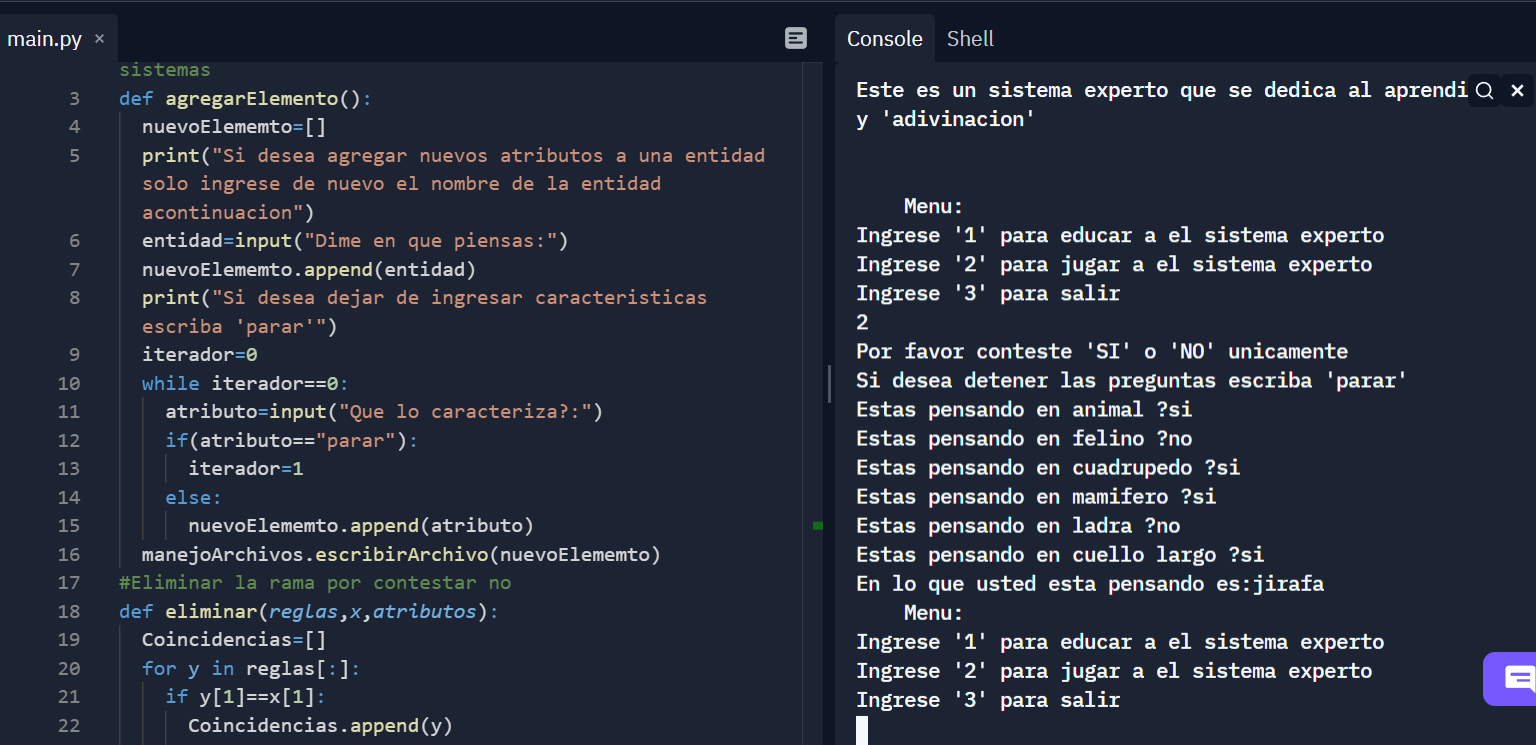 main.py ×
sistemas
3 def agregarElemento():
4 nuevoElememto=[]
5 print("Si desea agregar nuevos atributos a una entidad
solo ingrese de nuevo el nombre de la entidad
acontinuacion")
6 entidad=input("Dime en que piensas:")
7 nuevoElememto.append(entidad)
8 print("Si desea dejar de ingresar caracteristicas
escriba 'parar'")
9 iterador=0
10 while iterador==0:
11 atributo=input("Que lo caracteriza?:")
12 if(atributo=="parar"):
13 iterador=1
14 else:
15 nuevoElememto.append(atributo)
16 manejoArchivos.escribirArchivo(nuevoElememto)
17 #Eliminar la rama por contestar no
18 def eliminar(reglas,x,atributos):
19 Coincidencias=[]
20 for y in reglas[:]:
21 if y[1]==x[1]:
22 Coincidencias.append(y)
Console Shell
Este es un sistema experto que se dedica al aprendi
y 'adivinacion'
Menu:
Ingrese '1' para educar a el sistema experto
Ingrese '2' para jugar a el sistema experto
Ingrese '3' para salir
2
Por favor conteste 'SI' o 'NO' unicamente
Si desea detener las preguntas escriba 'parar'
Estas pensando en animal ?si
Estas pensando en felino ?no
Estas pensando en cuadrupedo ?si
Estas pensando en mamifero ?si
Estas pensando en ladra ?no
Estas pensando en cuello largo ?si
En lo que usted esta pensando es:jirafa
Menu:
Ingrese '1' para educar a el sistema experto
Ingrese '2' para jugar a el sistema experto
Ingrese '3' para salir